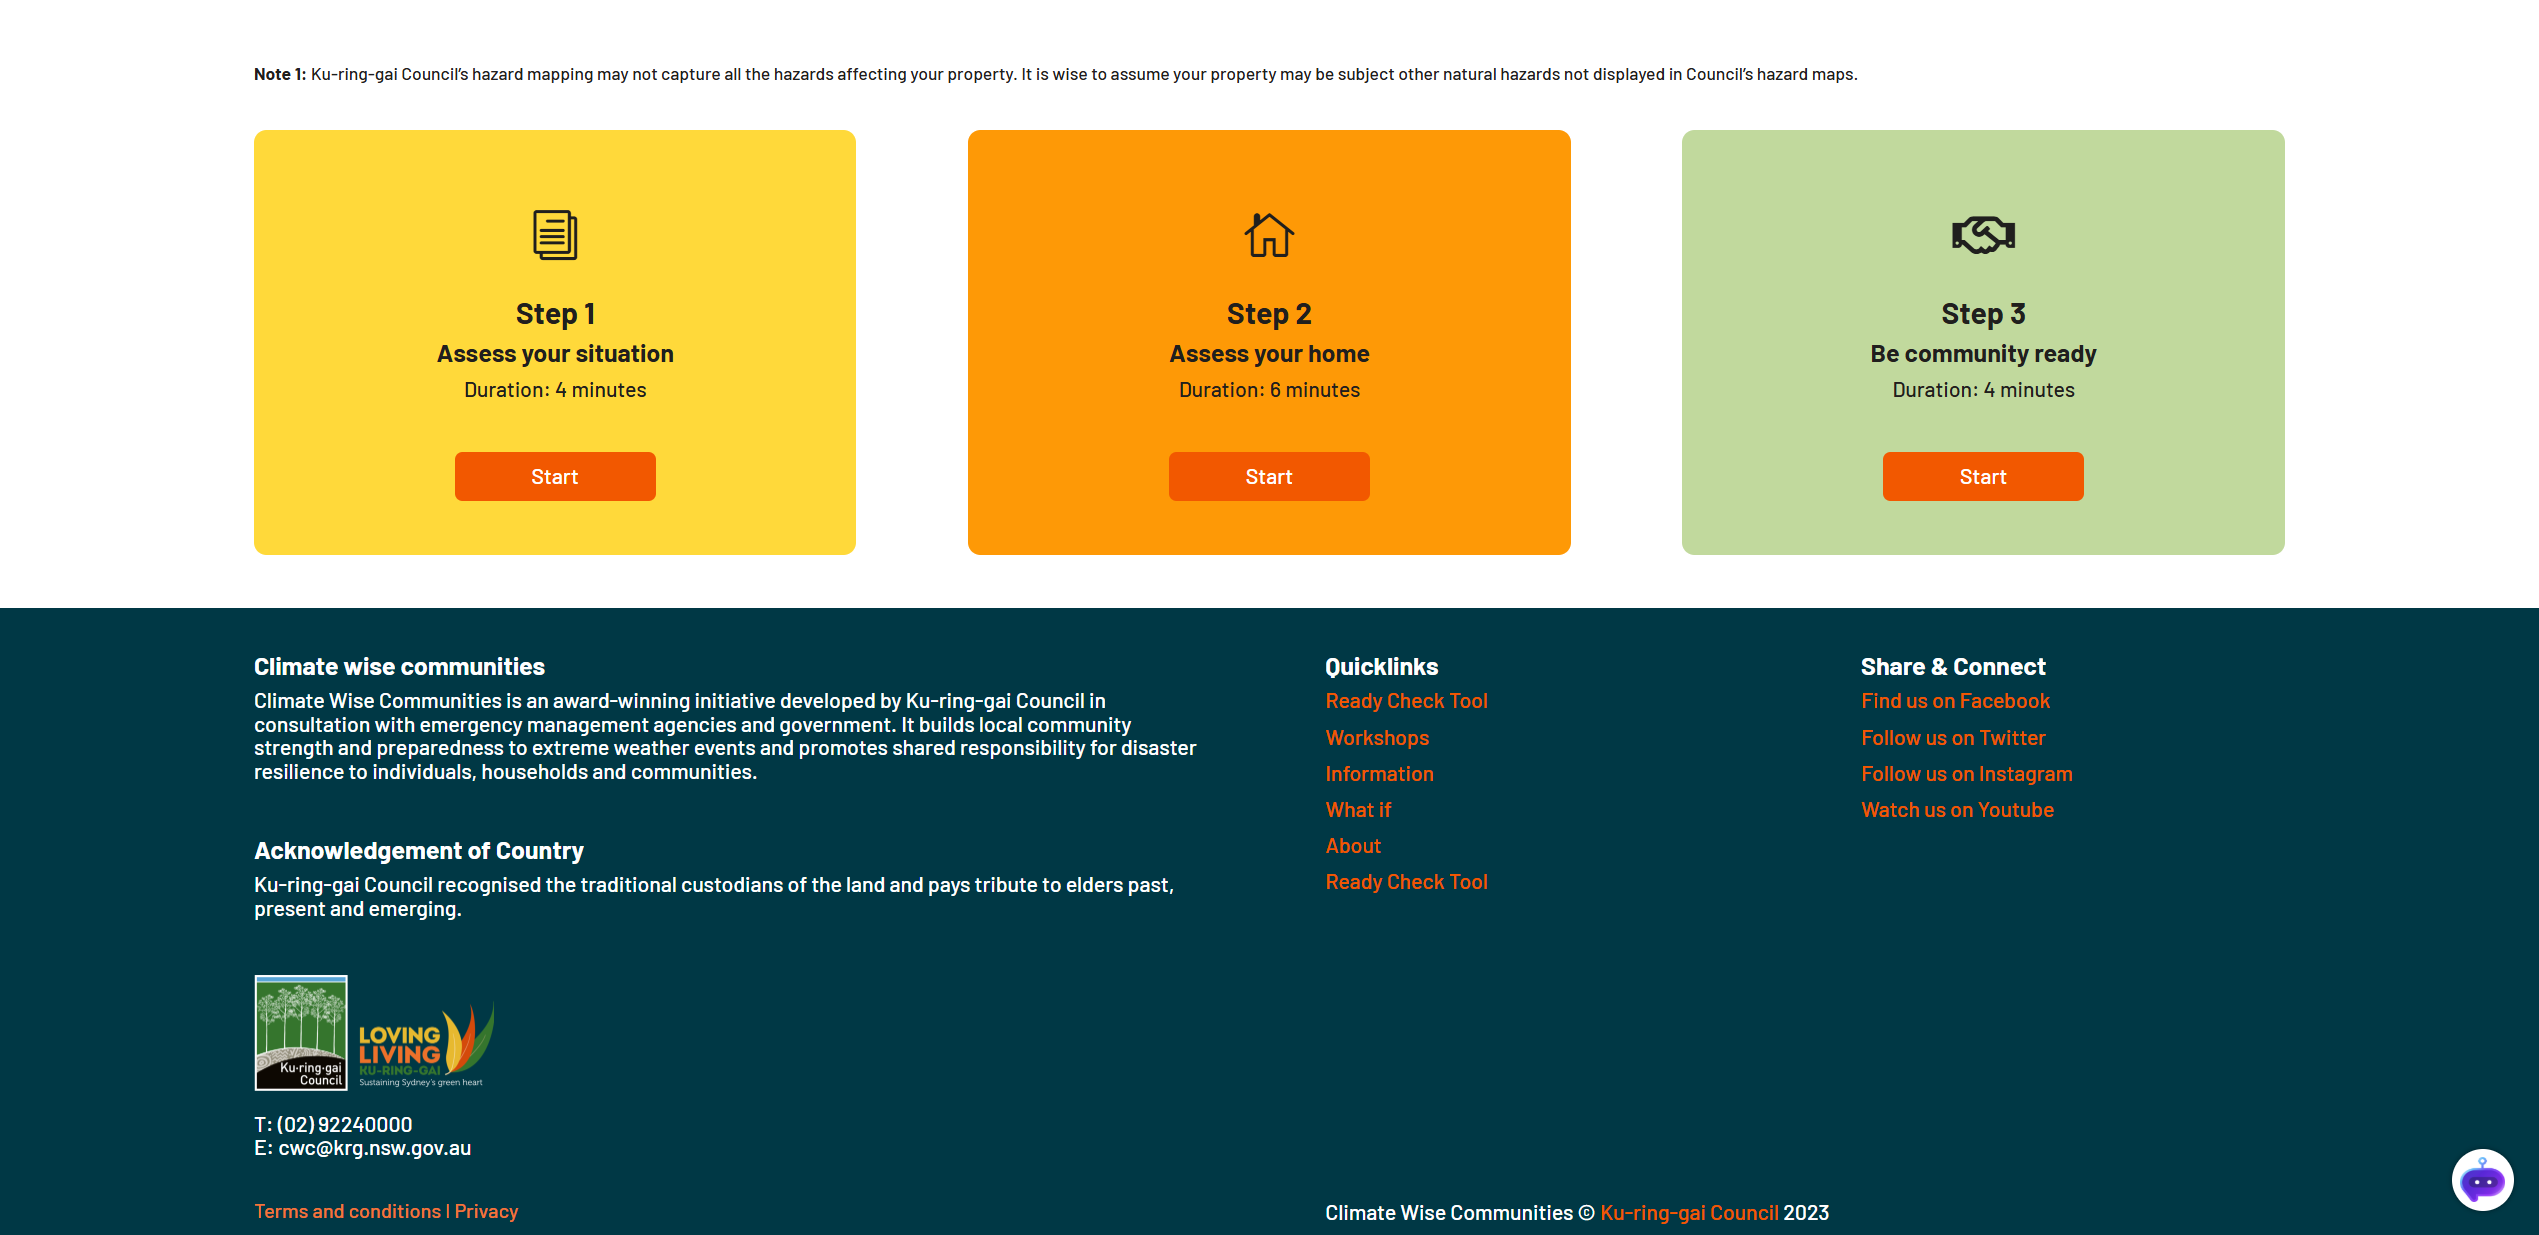 Note 1: Ku-ring-gai Council's hazard mapping may not capture all the hazards affecting your property. It is wise to assume your property may be subject other natural hazards not displayed in Council's hazard maps.
Step 1
Assess your situation
Duration: 4 minutes
Start
Step 2
Assess your home
Duration: 6 minutes
Start
Step 3
Be community ready
Duration: 4 minutes
Start
Climate wise communities
Climate Wise Communities is an award-winning initiative developed by Ku-ring-gai Council in
consultation with emergency management agencies and government. It builds local community
strength and preparedness to extreme weather events and promotes shared responsibility for disaster
resilience to individuals, households and communities.
Acknowledgement of Country
Ku-ring-gai Council recognised the traditional custodians of the land and pays tribute to elders past,
present and emerging.
Ku·ring·gai
Council
LOVING
LIVING
KU-RING-GAI
Sustaining Sydney's green heart
T: (02) 92240000
E: cwc@krg.nsw.gov.au
Terms and conditions | Privacy
Quicklinks
Ready Check Tool
Workshops
Information
What if
About
Ready Check Tool
Share & Connect
Find us on Facebook
Follow us on Twitter
Follow us on Instagram
Watch us on Youtube
Climate Wise Communities © Ku-ring-gai Council 2023